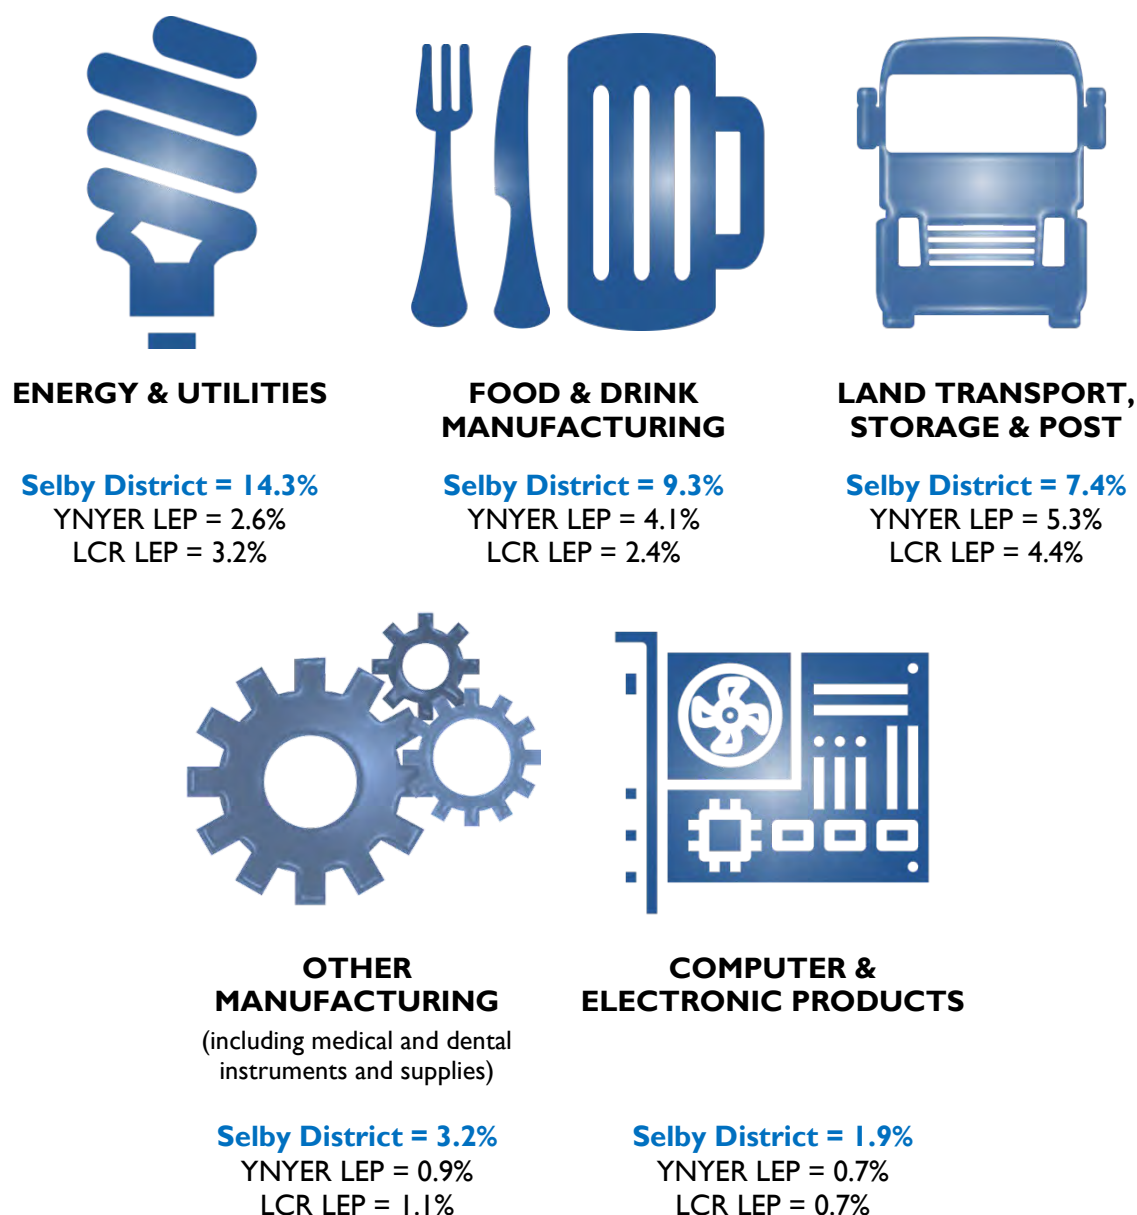 ENERGY & UTILITIES
Selby District = 14.3%
YNYER LEP = 2.6%
LCR LEP = 3.2%
FOOD & DRINK
MANUFACTURING
Selby District = 9.3%
YNYER LEP = 4.1%
LCR LEP = 2.4%
LAND TRANSPORT,
STORAGE & POST
Selby District = 7.4%
YNYER LEP = 5.3%
LCR LEP = 4.4%
OTHER
MANUFACTURING
(including medical and dental
instruments and supplies)
Selby District = 3.2%
YNYER LEP = 0.9%
LCR LEP = 1.1%
COMPUTER &
ELECTRONIC PRODUCTS
Selby District = 1.9%
YNYER LEP = 0.7%
LCR LEP = 0.7%